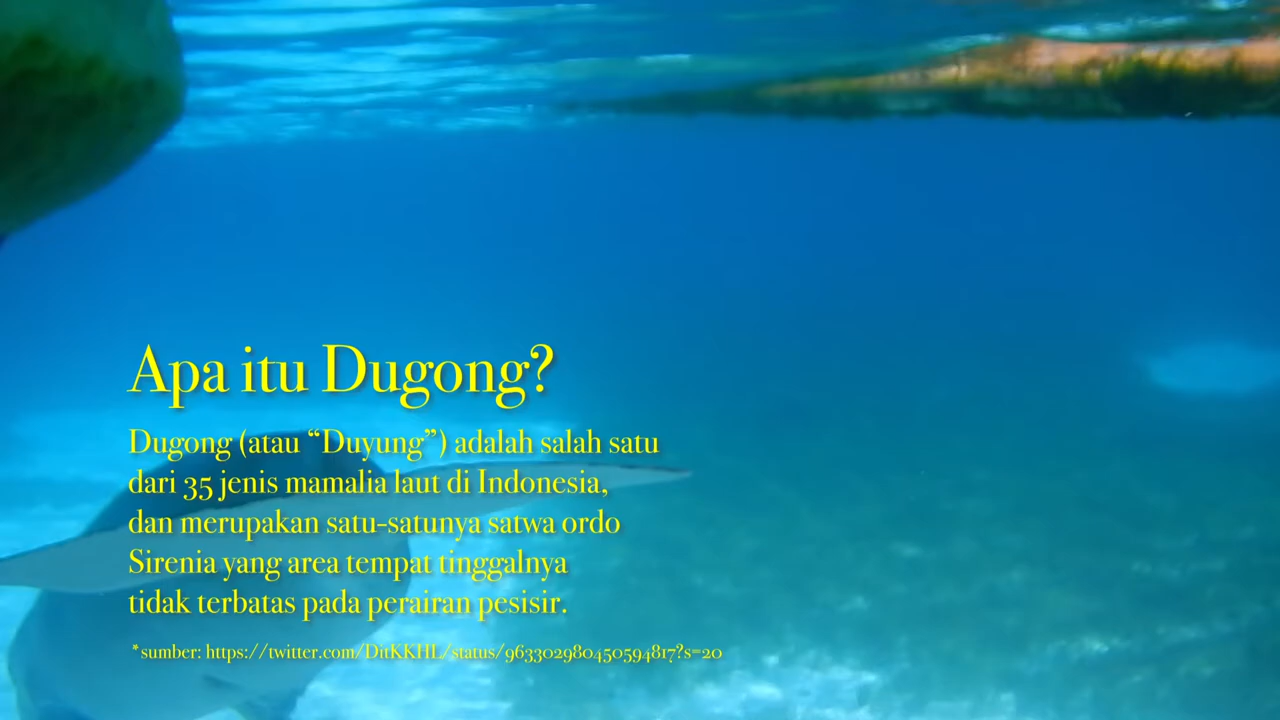 Apa itu Dugong?
Dugong (atau “Duyung”) adalah salah satu
dari 35 jenis mamalia laut di Indonesia,
dan merupakan satu-satunya satwa ordo
Sirenia yang area tempat tinggalnya
tidak terbatas pada perairan pesisir.
*sumber: https://twitter.com/DitKKHL/status/963302980450594817?s=20